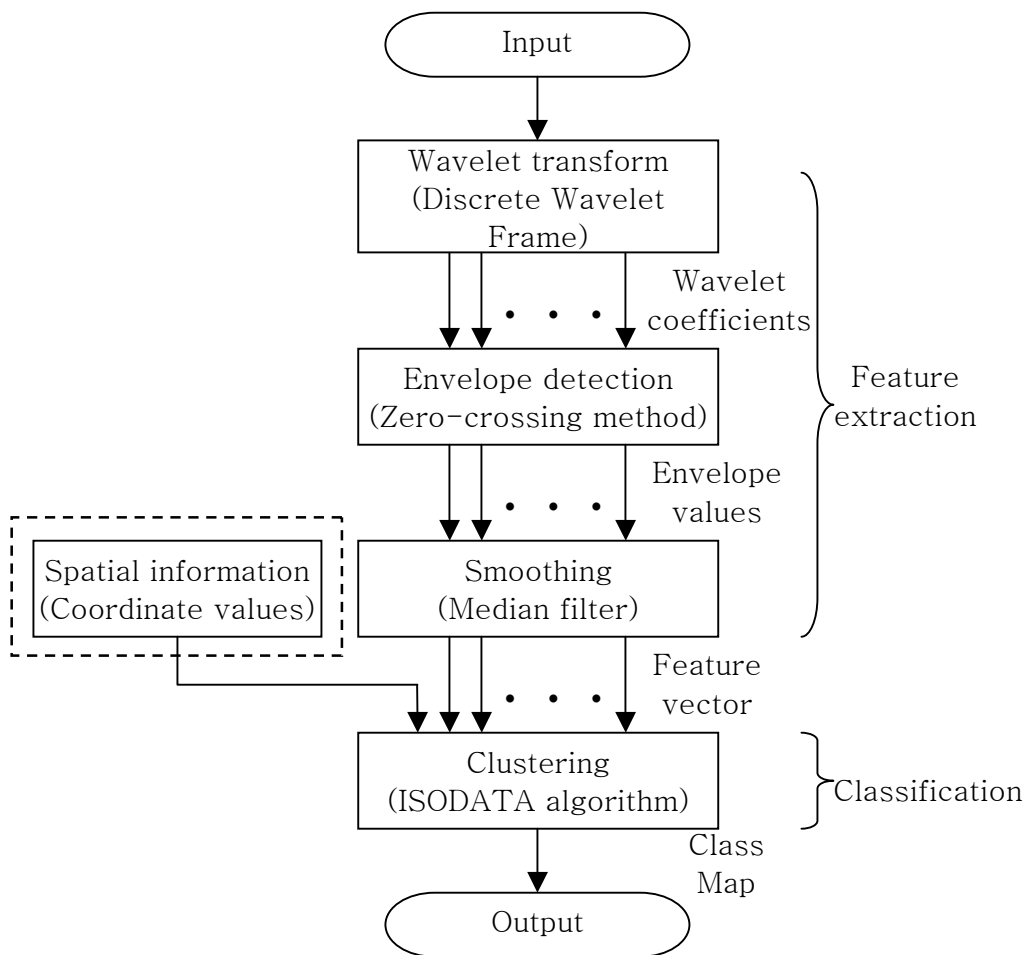 Input
Wavelet transform
(Discrete Wavelet
Frame)
Wavelet
coefficients
Envelope detection
(Zero-crossing method)
Feature
extraction
Envelope
values
Spatial information
(Coordinate values)
Smoothing
(Median filter)
Feature
vector
Clustering
(ISODATA algorithm)
Classification
Class
Map
Output